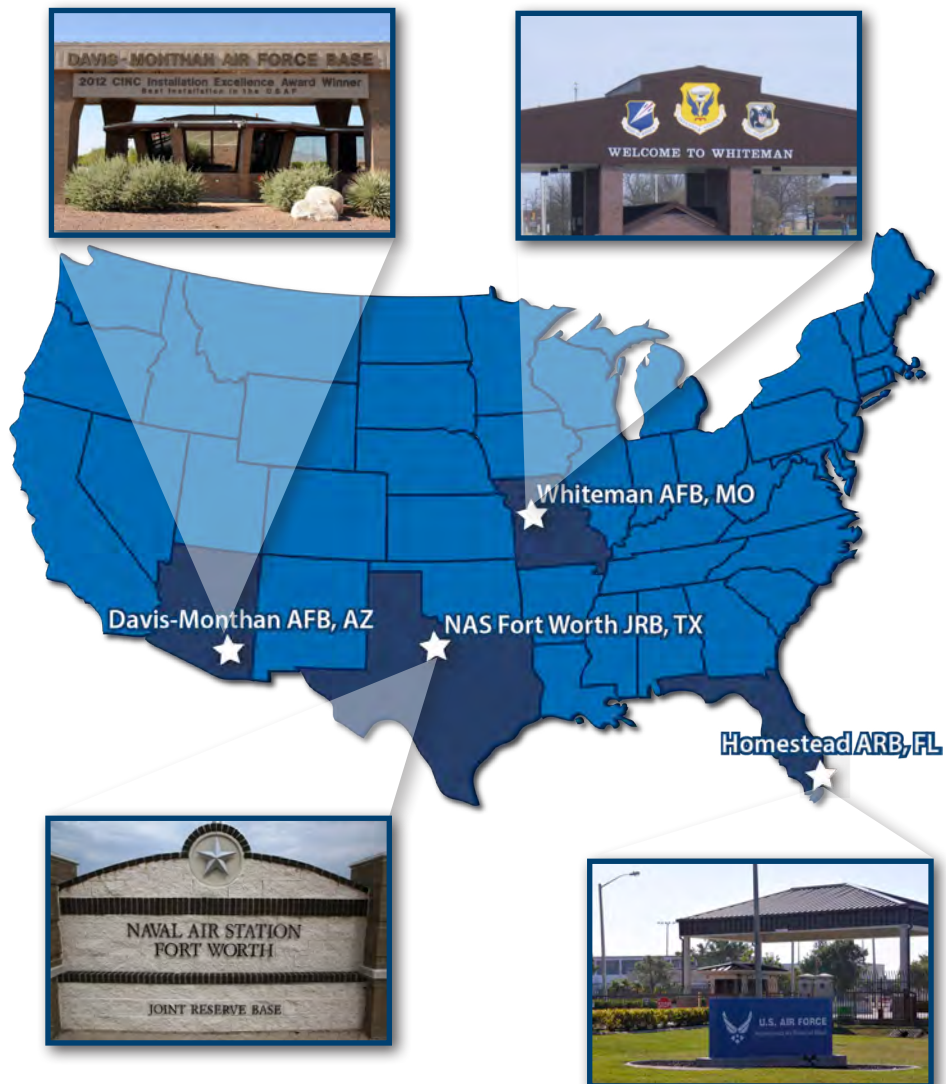 DAVIS-MONTHAN AIR FORCE BASE
2012 CINC Installation Excellence Award Winner
Best Installation in the USAF
WELCOME TO WHITEMAN
Whiteman AFB, MO
Davis-Monthan AFB, AZ
NAS Fort Worth JRB, TX
Homestead ARB, FL
NAVAL AIR STATION
FORT WORTH
JOINT RESERVE BASE
U.S. AIR FORCE